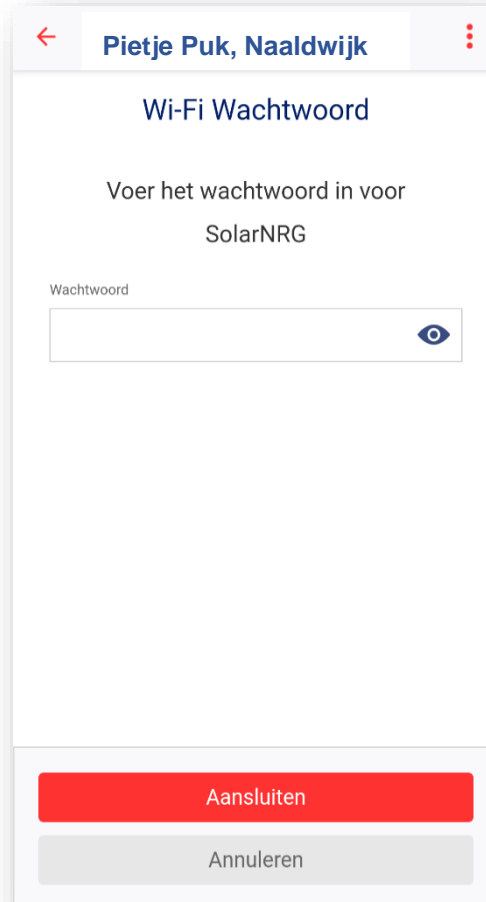 Pietje Puk, Naaldwijk
Wi-Fi Wachtwoord
Voer het wachtwoord in voor
SolarNRG
Wachtwoord
Aansluiten
Annuleren